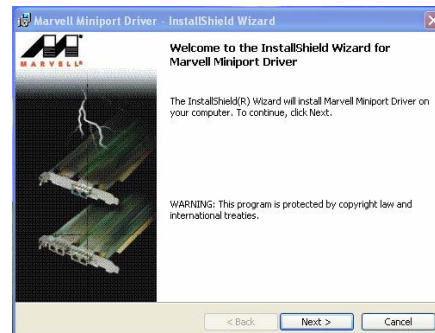 Marvell Miniport Driver - InstallShield Wizard
MARVELL®
Welcome to the InstallShield Wizard for
Marvell Miniport Driver
The InstallShield(R) Wizard will install Marvell Miniport Driver on
your computer. To continue, click Next.
WARNING: This program is protected by copyright law and
international treaties.
< Back
Next >
Cancel